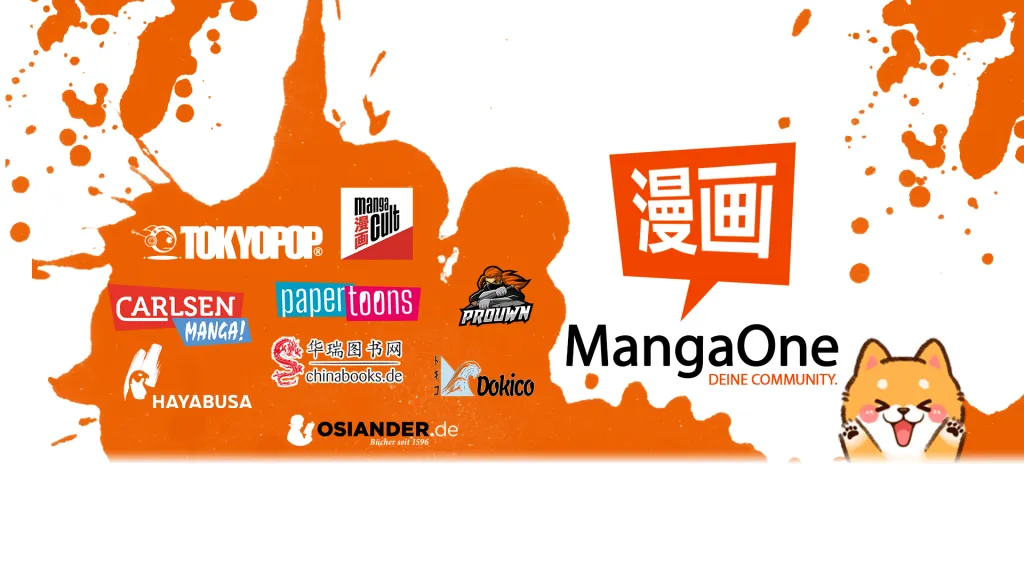 TOKYOPOP®
manga
cult
漫画
CARLSEN
MANGA!
papertoons
PROUWN
HAYABUSA
华瑞图书网
chinabooks.de
Dokico
OSIANDER.de
Bücher seit 1596
漫画
MangaOne
DEINE COMMUNITY.